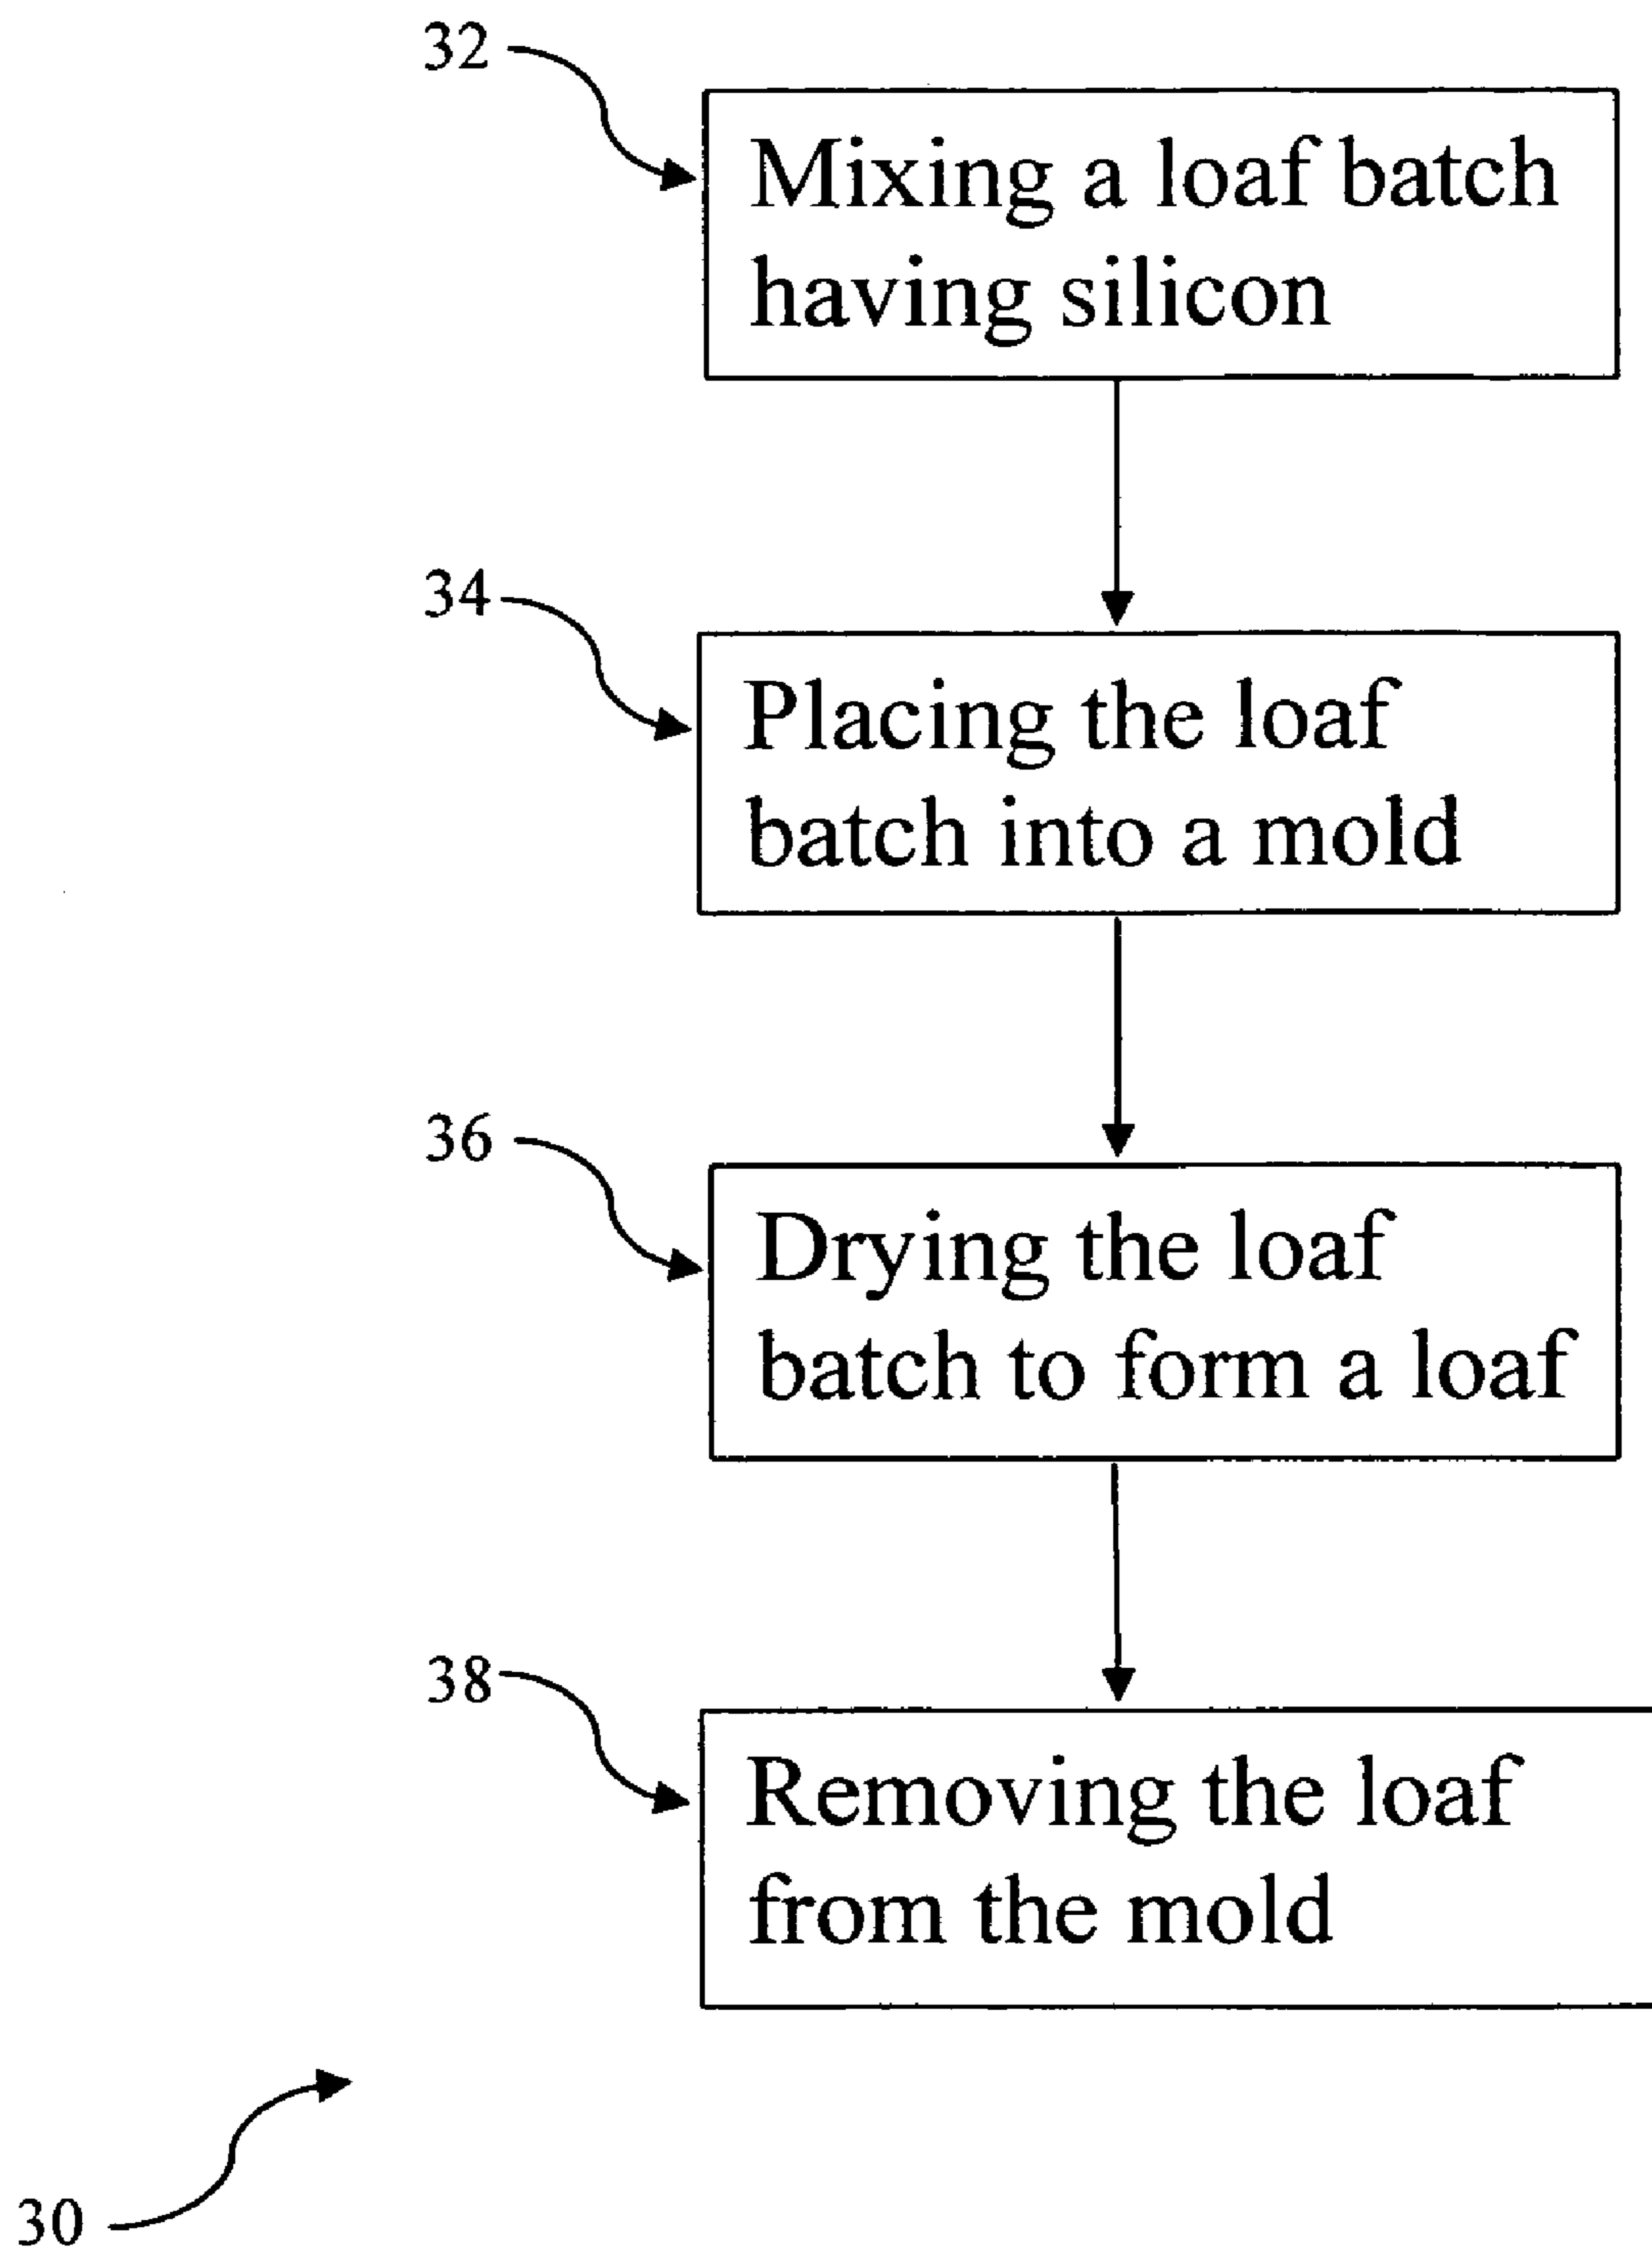 32
Mixing a loaf batch
having silicon
34
Placing the loaf
batch into a mold
36
Drying the loaf
batch to form a loaf
38
Removing the loaf
from the mold
30